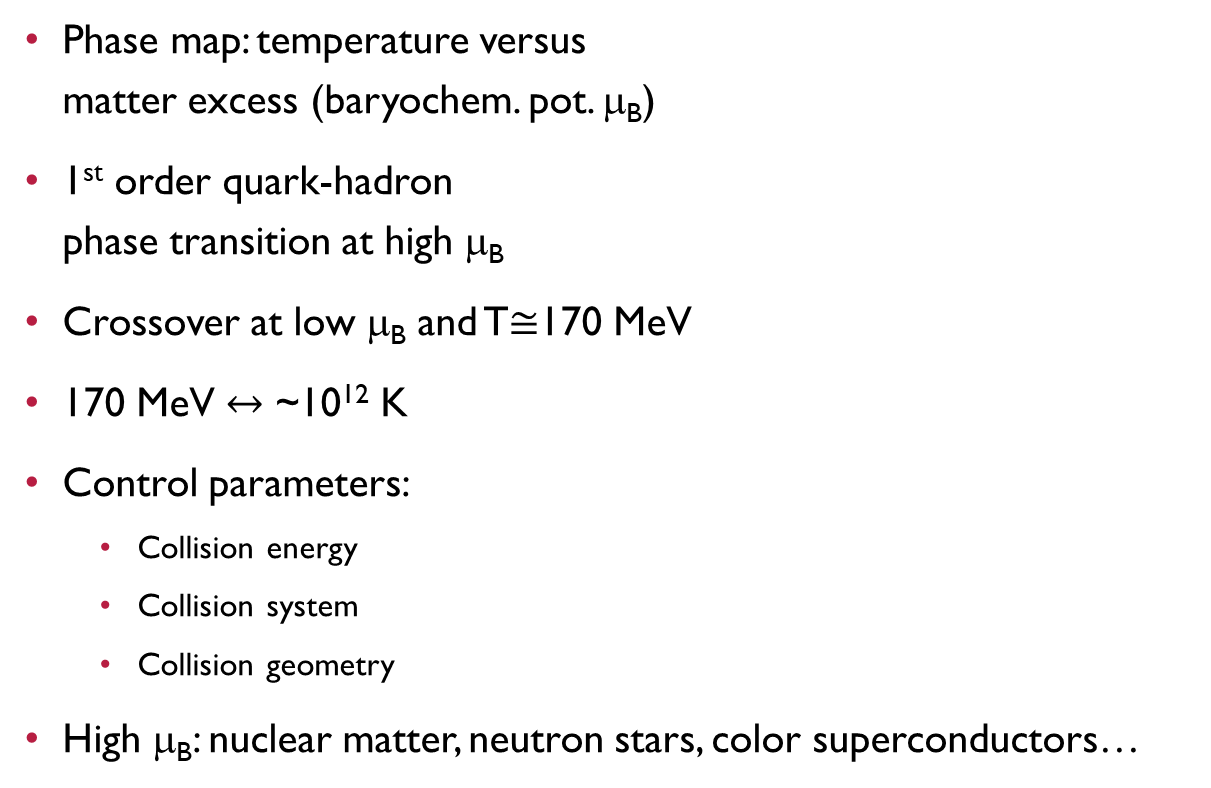 • Phase map: temperature versus
matter excess (baryochem. pot. μB)
• 1st order quark-hadron
phase transition at high μB
• Crossover at low μB and T≅170 MeV
• 170 MeV ↔ ~10¹² K
• Control parameters:
• Collision energy
• Collision system
• Collision geometry
• High μB: nuclear matter, neutron stars, color superconductors…